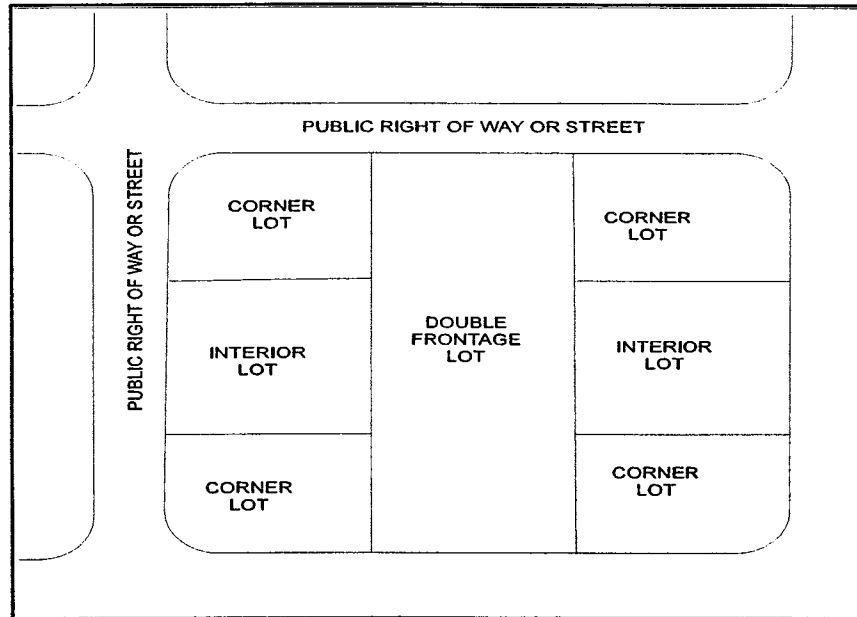 PUBLIC RIGHT OF WAY OR STREET
PUBLIC RIGHT OF WAY OR STREET
CORNER
LOT
CORNER
LOT
INTERIOR
LOT
DOUBLE
FRONTAGE
LOT
INTERIOR
LOT
CORNER
LOT
CORNER
LOT